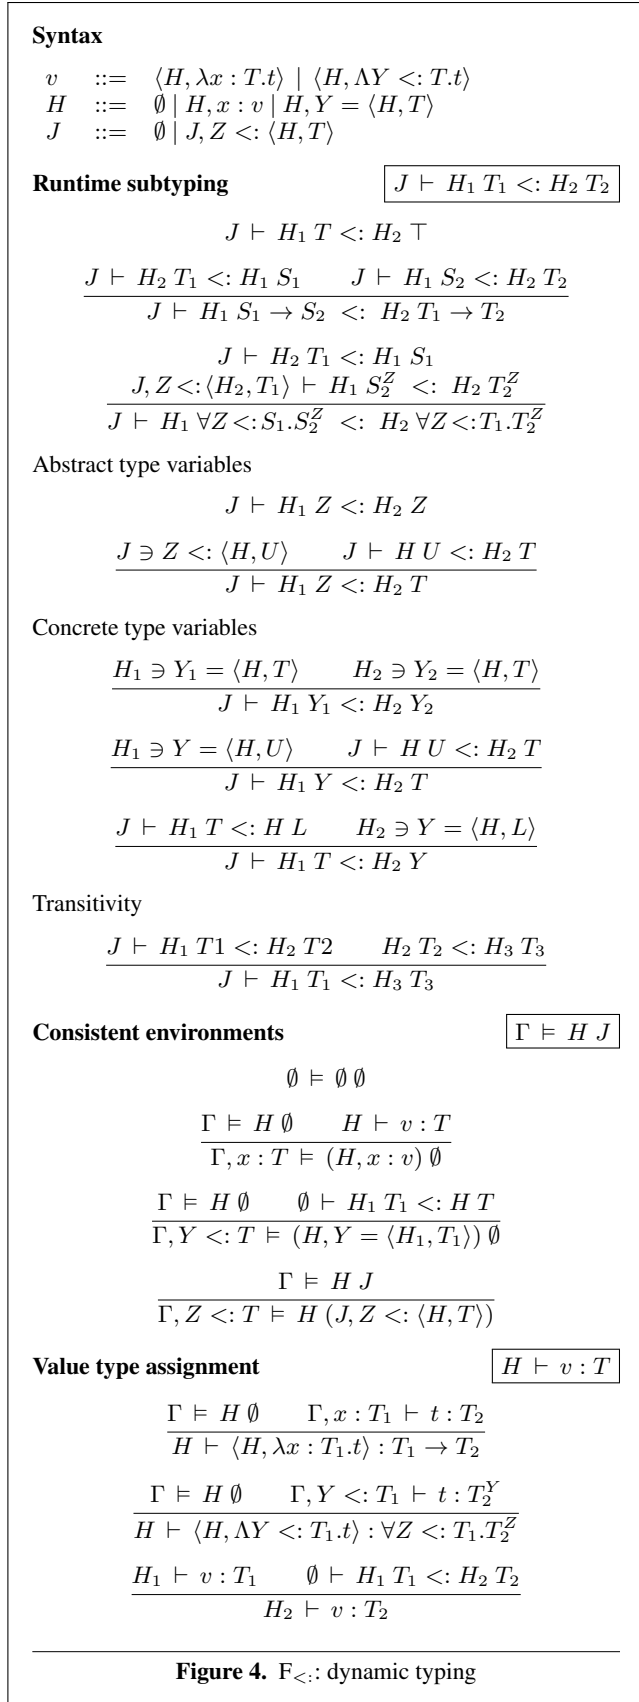 Syntax
v ::= ⟨H, λx : T.t⟩ | ⟨H, ΛY <: T.t⟩
H ::= ∅ | H, x : v | H, Y = ⟨H, T⟩
J ::= ∅ | J, Z <: ⟨H, T⟩
Runtime subtyping J ⊢ H₁ T₁ <: H₂ T₂
J ⊢ H₁ T <: H₂ ⊤
J ⊢ H₂ T₁ <: H₁ S₁ J ⊢ H₁ S₂ <: H₂ T₂
J ⊢ H₁ S₁ → S₂ <: H₂ T₁ → T₂
J ⊢ H₂ T₁ <: H₁ S₁
J, Z <: ⟨H₂, T₁⟩ ⊢ H₁ S₂^Z <: H₂ T₂^Z
J ⊢ H₁ ∀Z <: S₁.S₂^Z <: H₂ ∀Z <: T₁.T₂^Z
Abstract type variables
J ⊢ H₁ Z <: H₂ Z
J ∋ Z <: ⟨H, U⟩ J ⊢ H U <: H₂ T
J ⊢ H₁ Z <: H₂ T
Concrete type variables
H₁ ∋ Y₁ = ⟨H, T⟩ H₂ ∋ Y₂ = ⟨H, T⟩
J ⊢ H₁ Y₁ <: H₂ Y₂
H₁ ∋ Y = ⟨H, U⟩ J ⊢ H U <: H₂ T
J ⊢ H₁ Y <: H₂ T
J ⊢ H₁ T <: H L H₂ ∋ Y = ⟨H, L⟩
J ⊢ H₁ T <: H₂ Y
Transitivity
J ⊢ H₁ T1 <: H₂ T2 H₂ T₂ <: H₃ T₃
J ⊢ H₁ T₁ <: H₃ T₃
Consistent environments Γ ⊨ H J
∅ ⊨ ∅ ∅
Γ ⊨ H ∅ H ⊢ v : T
Γ, x : T ⊨ (H, x : v) ∅
Γ ⊨ H ∅ ∅ ⊢ H₁ T₁ <: H T
Γ, Y <: T ⊨ (H, Y = ⟨H₁, T₁⟩) ∅
Γ ⊨ H J
Γ, Z <: T ⊨ H (J, Z <: ⟨H, T⟩)
Value type assignment H ⊢ v : T
Γ ⊨ H ∅ Γ, x : T₁ ⊢ t : T₂
H ⊢ ⟨H, λx : T₁.t⟩ : T₁ → T₂
Γ ⊨ H ∅ Γ, Y <: T₁ ⊢ t : T₂^Y
H ⊢ ⟨H, ΛY <: T₁.t⟩ : ∀Z <: T₁.T₂^Z
H₁ ⊢ v : T₁ ∅ ⊢ H₁ T₁ <: H₂ T₂
H₂ ⊢ v : T₂
Figure 4. F<:: dynamic typing